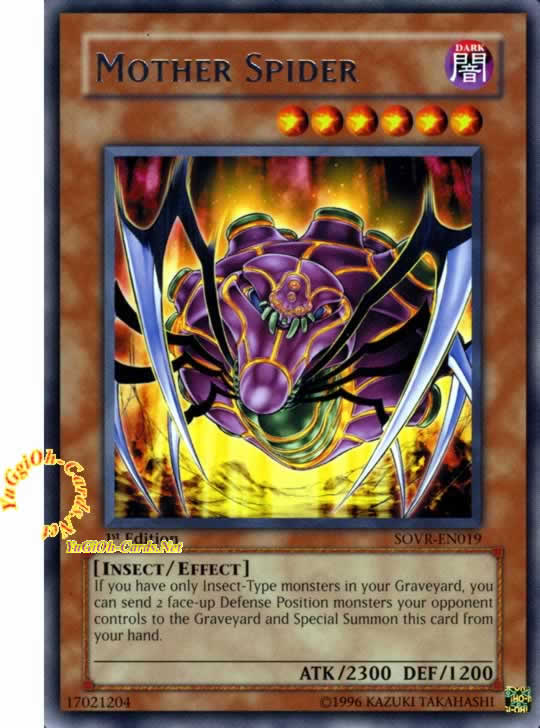 MOTHER SPIDER
DARK
闇
YuGgiOh-Cards.Net
YuGiOh-Cards.Net
1st Edition
SOVR-EN019
[INSECT/EFFECT]
If you have only Insect-Type monsters in your Graveyard, you
can send 2 face-up Defense Position monsters your opponent
controls to the Graveyard and Special Summon this card from
your hand.
ATK/2300 DEF/1200
17021204
©1996 KAZUKI TAKAHASHI